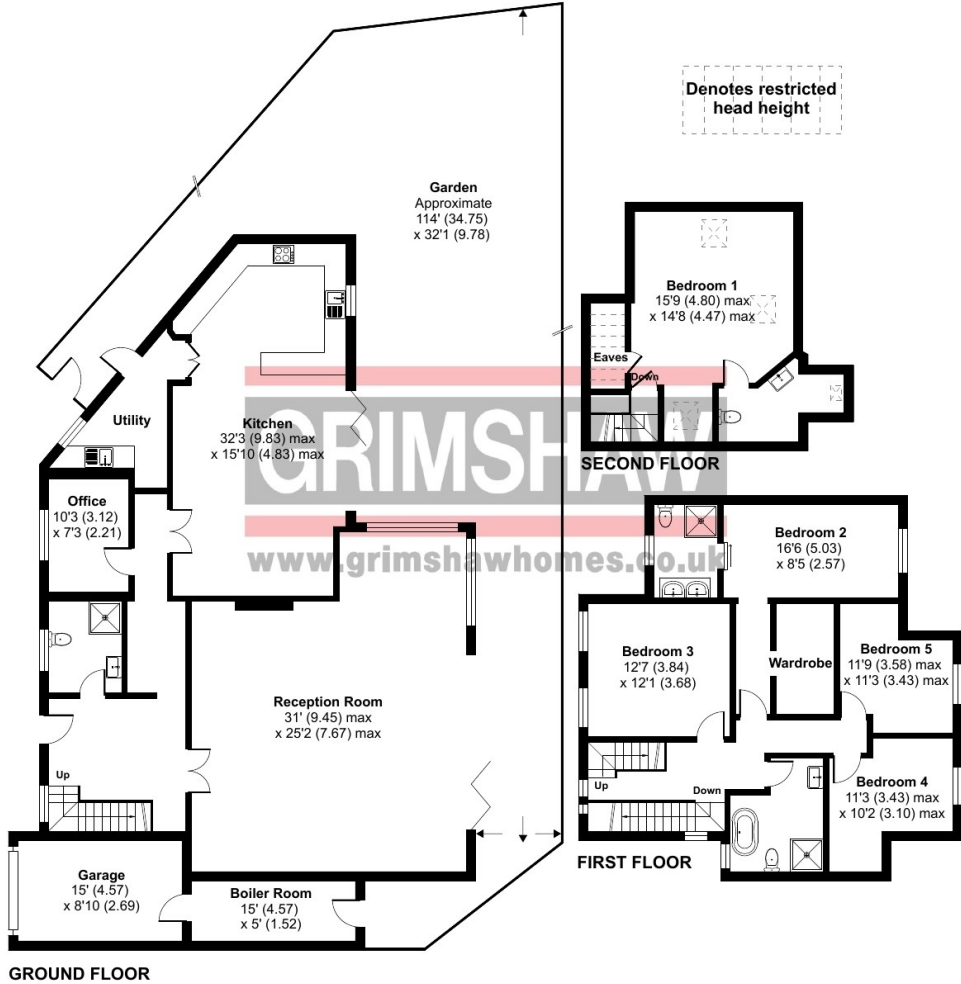 Denotes restricted
head height
Garden
Approximate
114' (34.75)
x 32'1 (9.78)
Bedroom 1
15'9 (4.80) max
x 14'8 (4.47) max
Eaves
Down
SECOND FLOOR
Utility
Kitchen
32'3 (9.83) max
x 15'10 (4.83) max
GRIMSHAW
www.grimshawhomes.co.uk
Office
10'3 (3.12)
x 7'3 (2.21)
Reception Room
31' (9.45) max
x 25'2 (7.67) max
Up
Garage
15' (4.57)
x 8'10 (2.69)
Boiler Room
15' (4.57)
x 5' (1.52)
GROUND FLOOR
Bedroom 2
16'6 (5.03)
x 8'5 (2.57)
Bedroom 3
12'7 (3.84)
x 12'1 (3.68)
Wardrobe
Bedroom 5
11'9 (3.58) max
x 11'3 (3.43) max
Up
Down
Bedroom 4
11'3 (3.43) max
x 10'2 (3.10) max
FIRST FLOOR